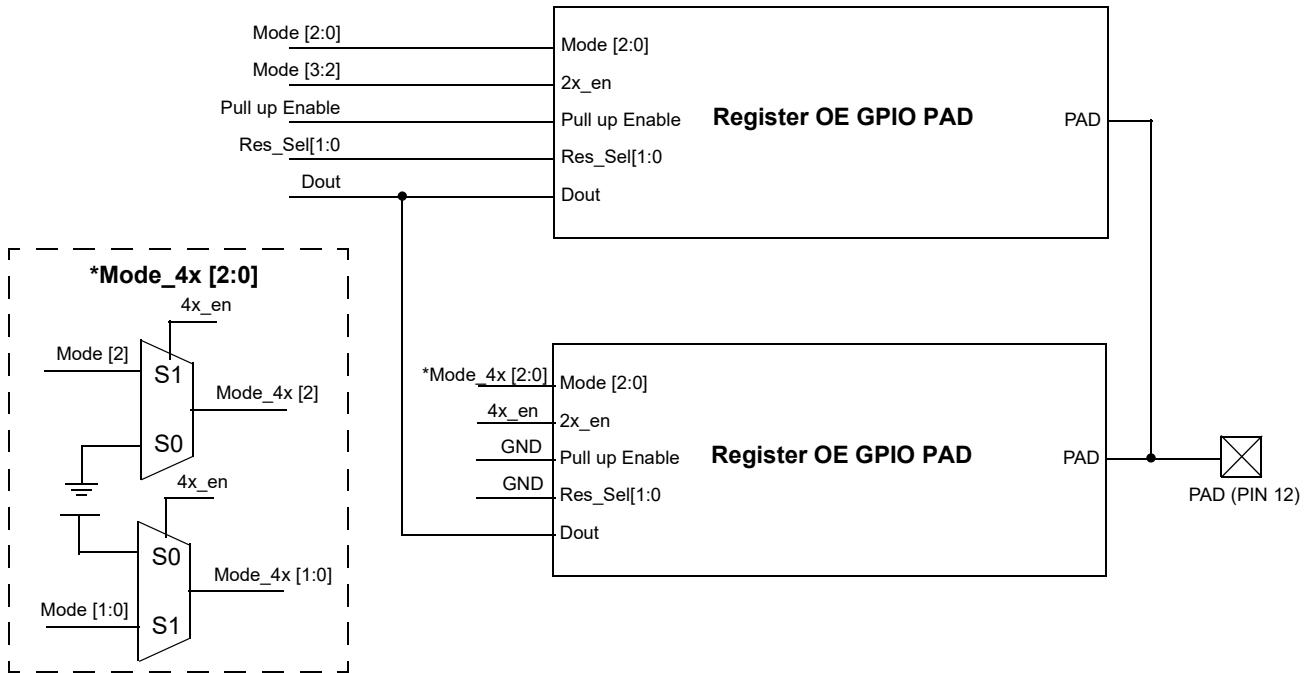 Mode [2:0]
Mode [3:2]
Pull up Enable
Res_Sel[1:0
Dout
Mode [2:0]
2x_en
Pull up Enable
Res_Sel[1:0
Dout
Register OE GPIO PAD
PAD
*Mode_4x [2:0]
4x_en
Mode [2]
S1
Mode_4x [2]
S0
4x_en
S0
Mode_4x [1:0]
Mode [1:0]
S1
*Mode_4x [2:0]
4x_en
GND
GND
Mode [2:0]
2x_en
Pull up Enable
Res_Sel[1:0
Dout
Register OE GPIO PAD
PAD
PAD (PIN 12)